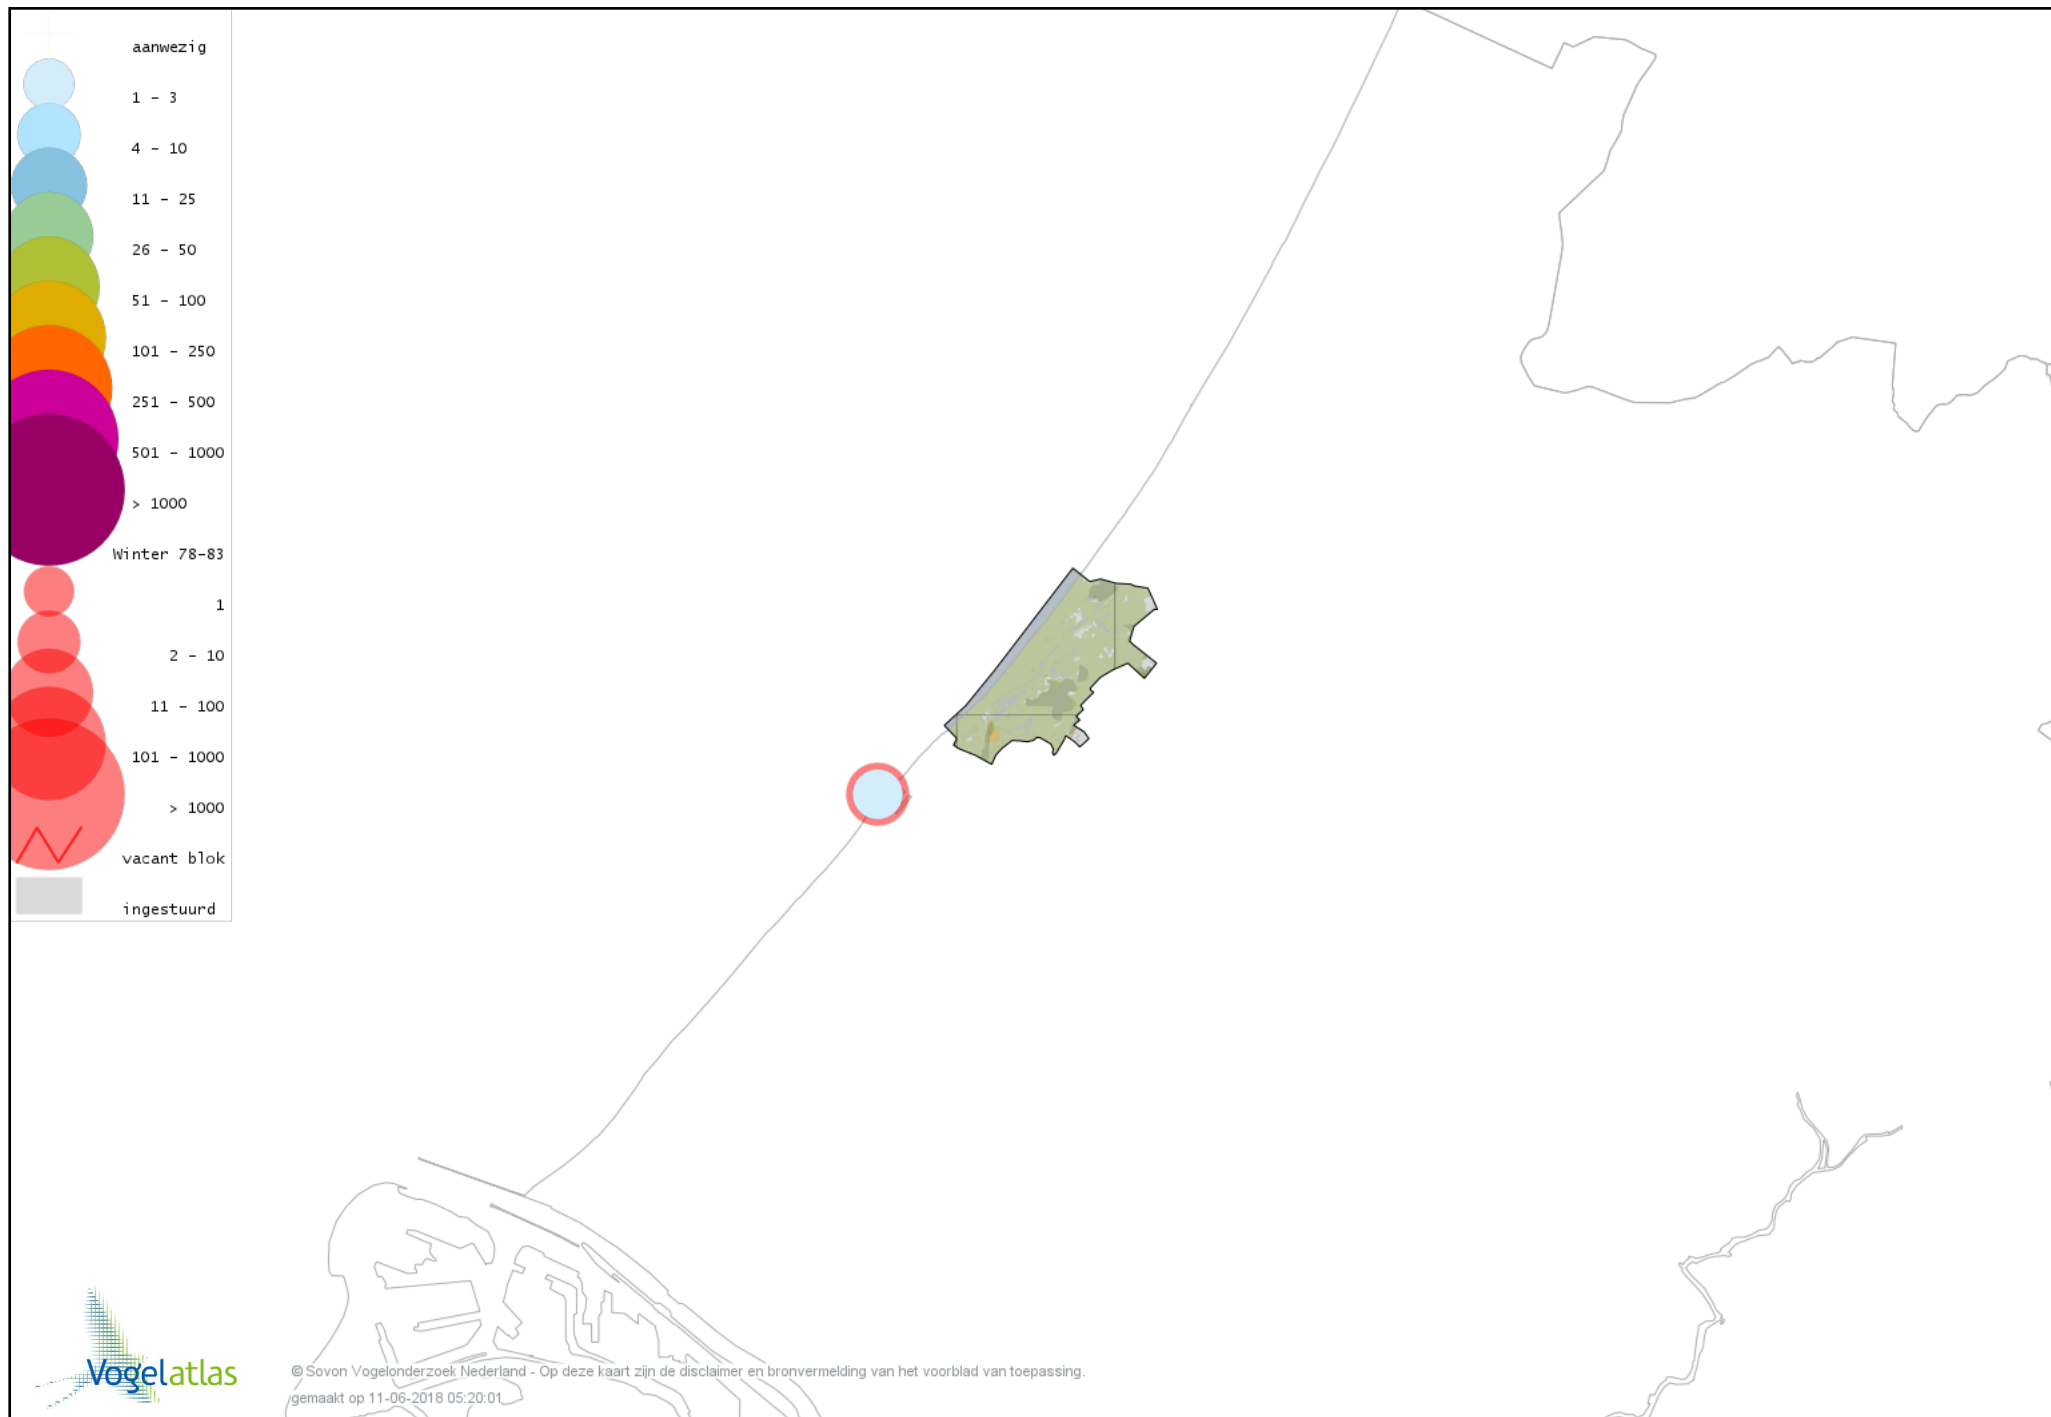 aanwezig
1 - 3
4 - 10
11 - 25
26 - 50
51 - 100
101 - 250
251 - 500
501 - 1000
> 1000
Winter 78-83
1
2 - 10
11 - 100
101 - 1000
> 1000
vacant blok
ingestuurd
Vogelatlas
© Sovon Vogelonderzoek Nederland - Op deze kaart zijn de disclaimer en bronvermelding van het voorblad van toepassing.
gemaakt op 11-06-2018 05:20:01